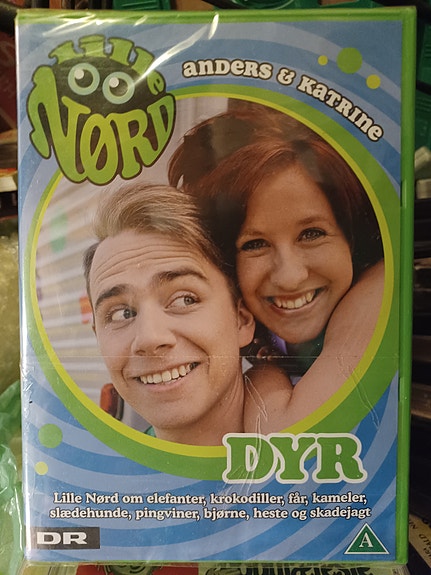 Lille
NØRD
anders & Katrine
DYR
Lille Nørd om elefanter, krokodiller, får, kameler,
slædehunde, pingviner, bjørne, heste og skadejagt
DR
A